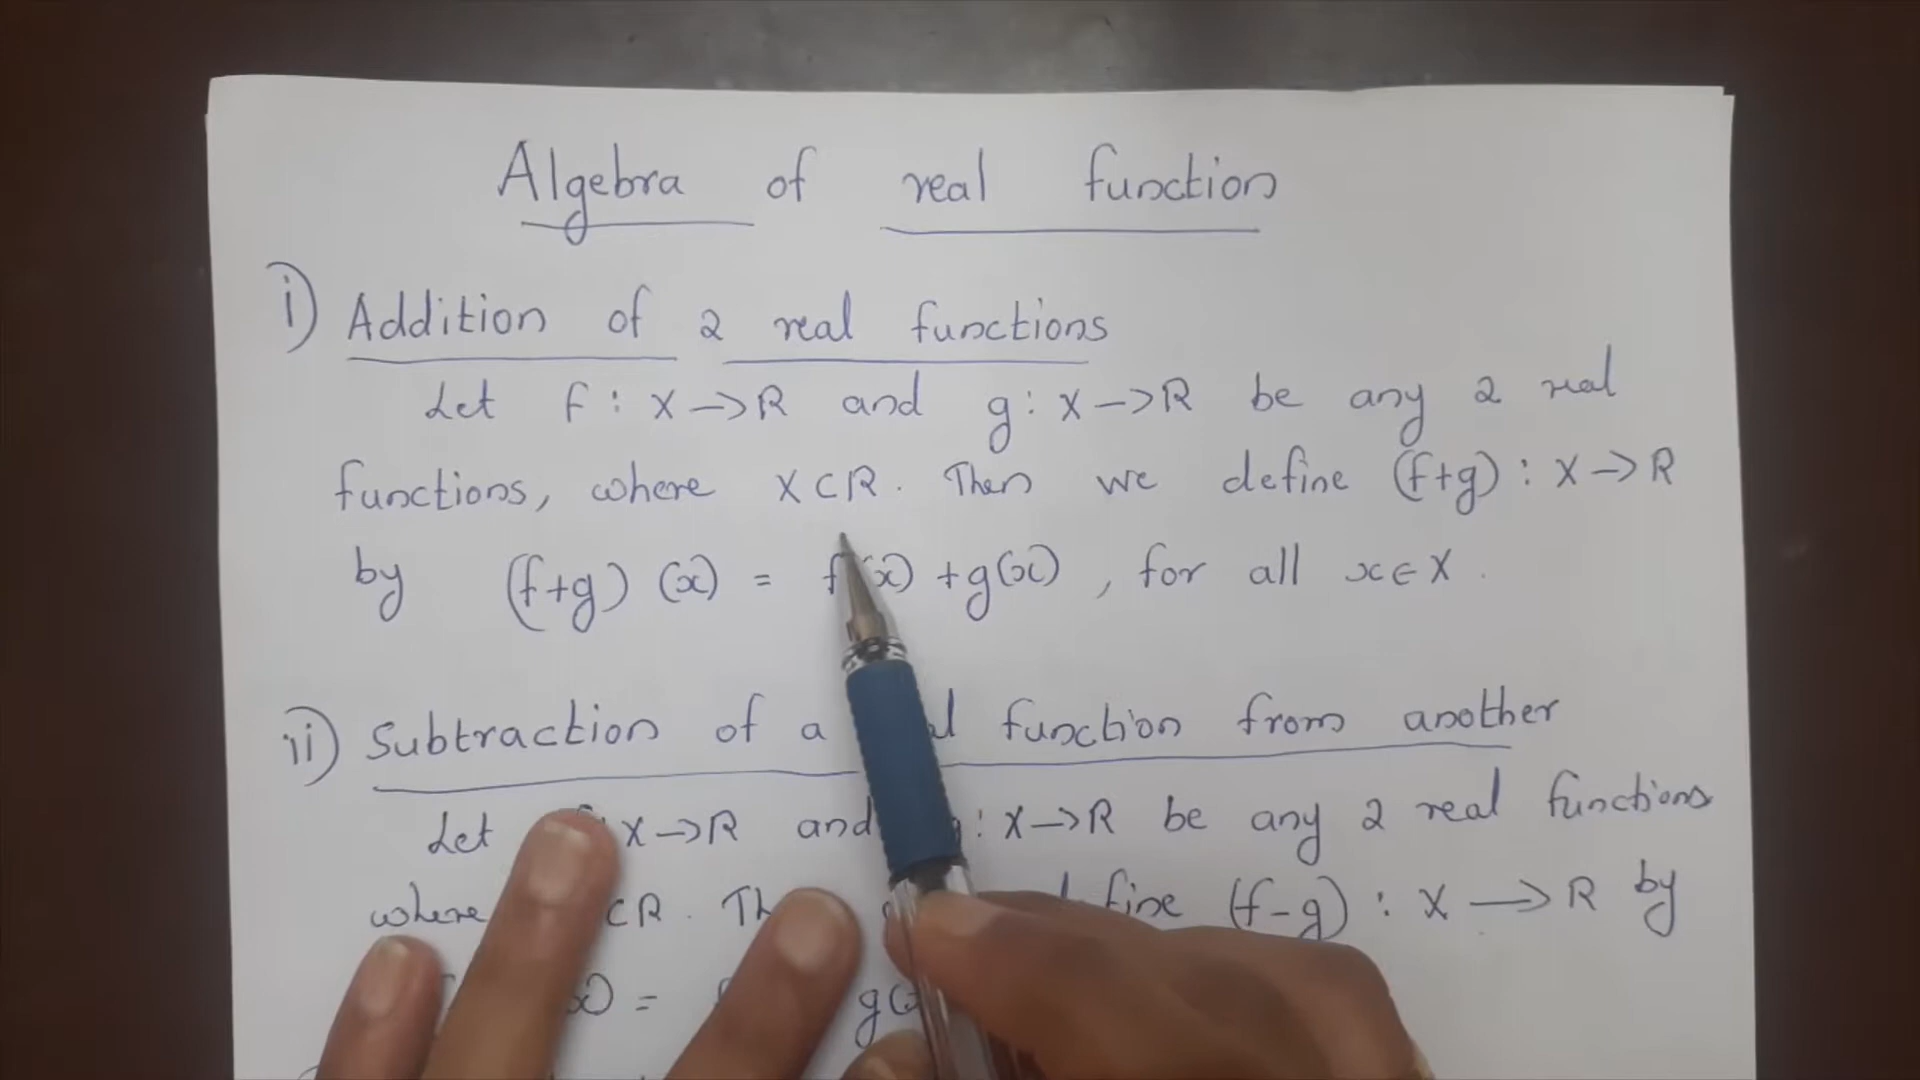 Algebra of real function
i) Addition of 2 real functions
Let f : X → R and g : X → R be any 2 real
functions, where X ⊂ R. Then we define (f+g) : X → R
by (f+g) (x) = f(x) + g(x) , for all x ∈ X .
ii) Subtraction of a function from another
Let X → R and : X → R be any 2 real functions
where ⊂ R . (f-g) : X → R by
= g(